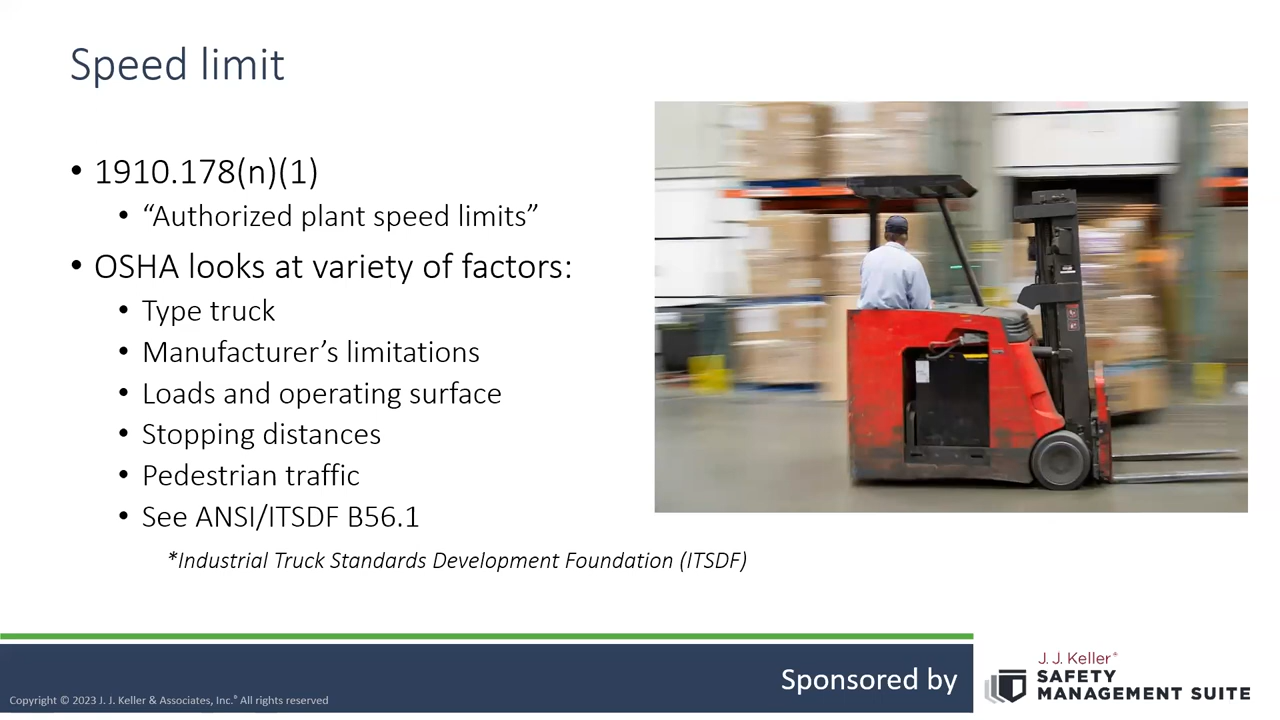 Speed limit
• 1910.178(n)(1)
• “Authorized plant speed limits”
• OSHA looks at variety of factors:
• Type truck
• Manufacturer’s limitations
• Loads and operating surface
• Stopping distances
• Pedestrian traffic
• See ANSI/ITSDF B56.1
*Industrial Truck Standards Development Foundation (ITSDF)
Sponsored by
J. J. Keller®
SAFETY
MANAGEMENT SUITE
Copyright © 2023 J. J. Keller & Associates, Inc.® All rights reserved